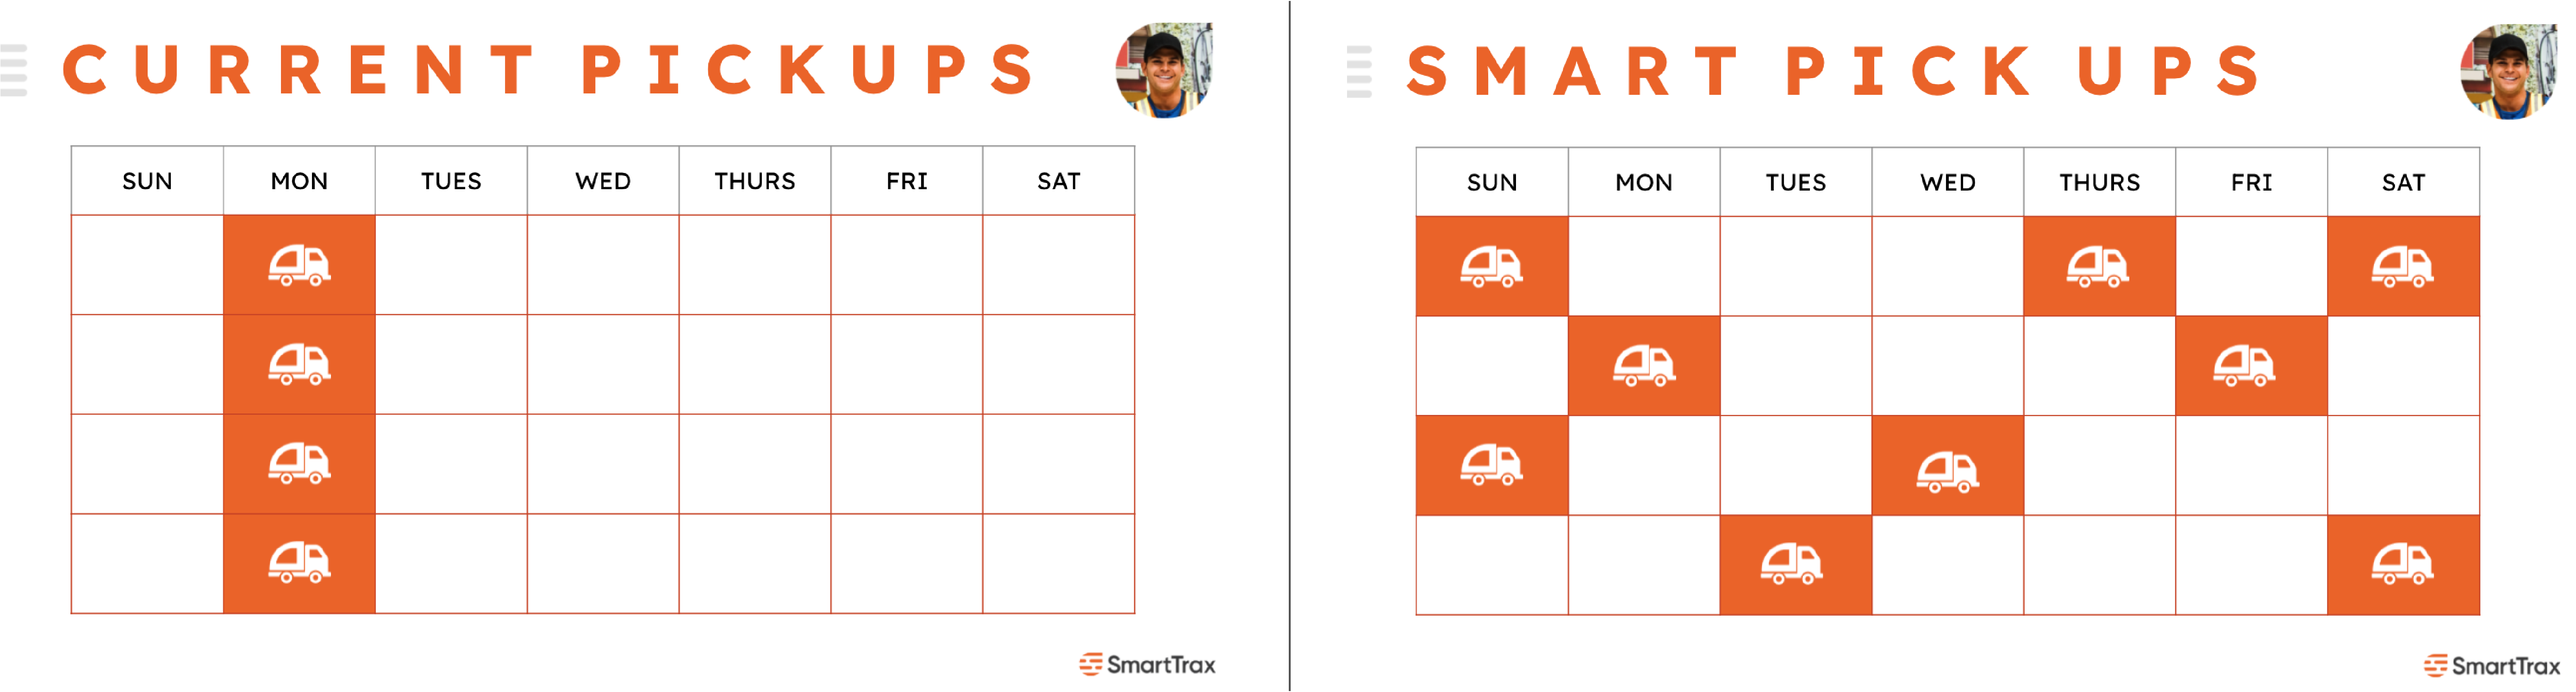 CURRENT PICKUPS
SUN MON TUES WED THURS FRI SAT
SmartTrax
SMART PICK UPS
SUN MON TUES WED THURS FRI SAT
SmartTrax